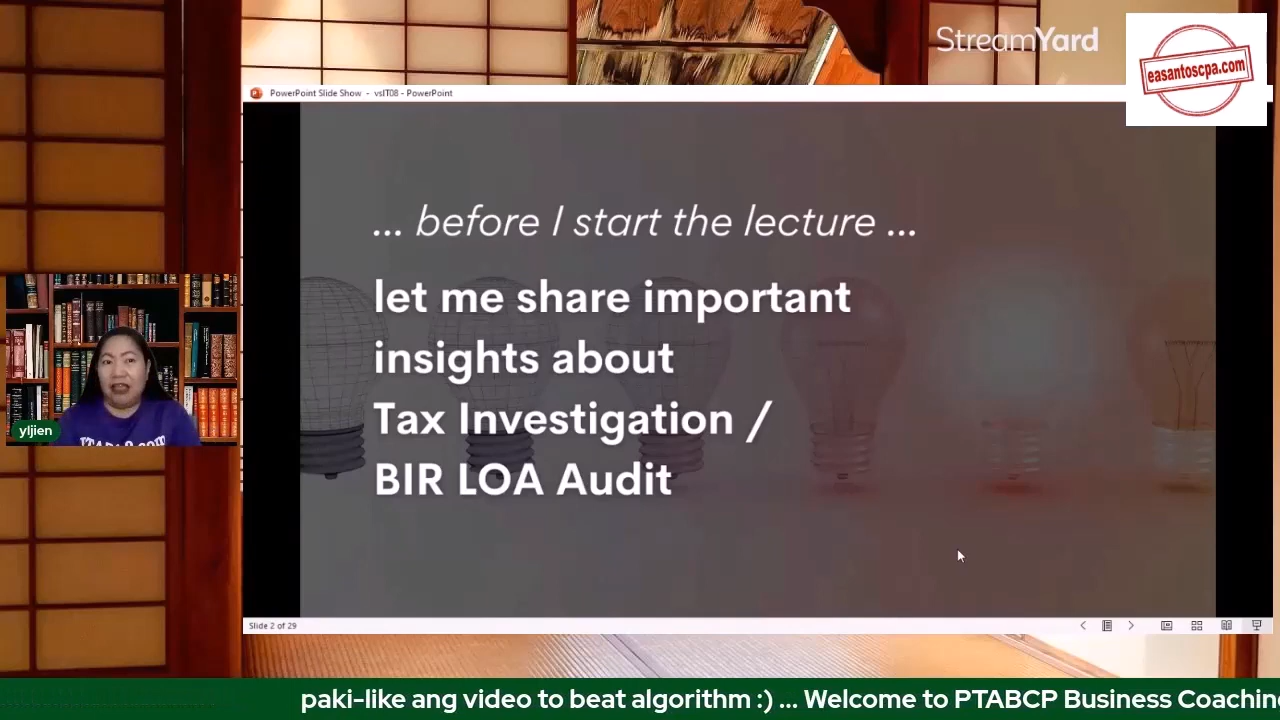 StreamYard
easantoscpa.com
PowerPoint Slide Show - vsIT08 - PowerPoint
... before I start the lecture ...
let me share important
insights about
Tax Investigation /
BIR LOA Audit
yljien
Slide 2 of 29
paki-like ang video to beat algorithm :) ... Welcome to PTABCP Business Coachin